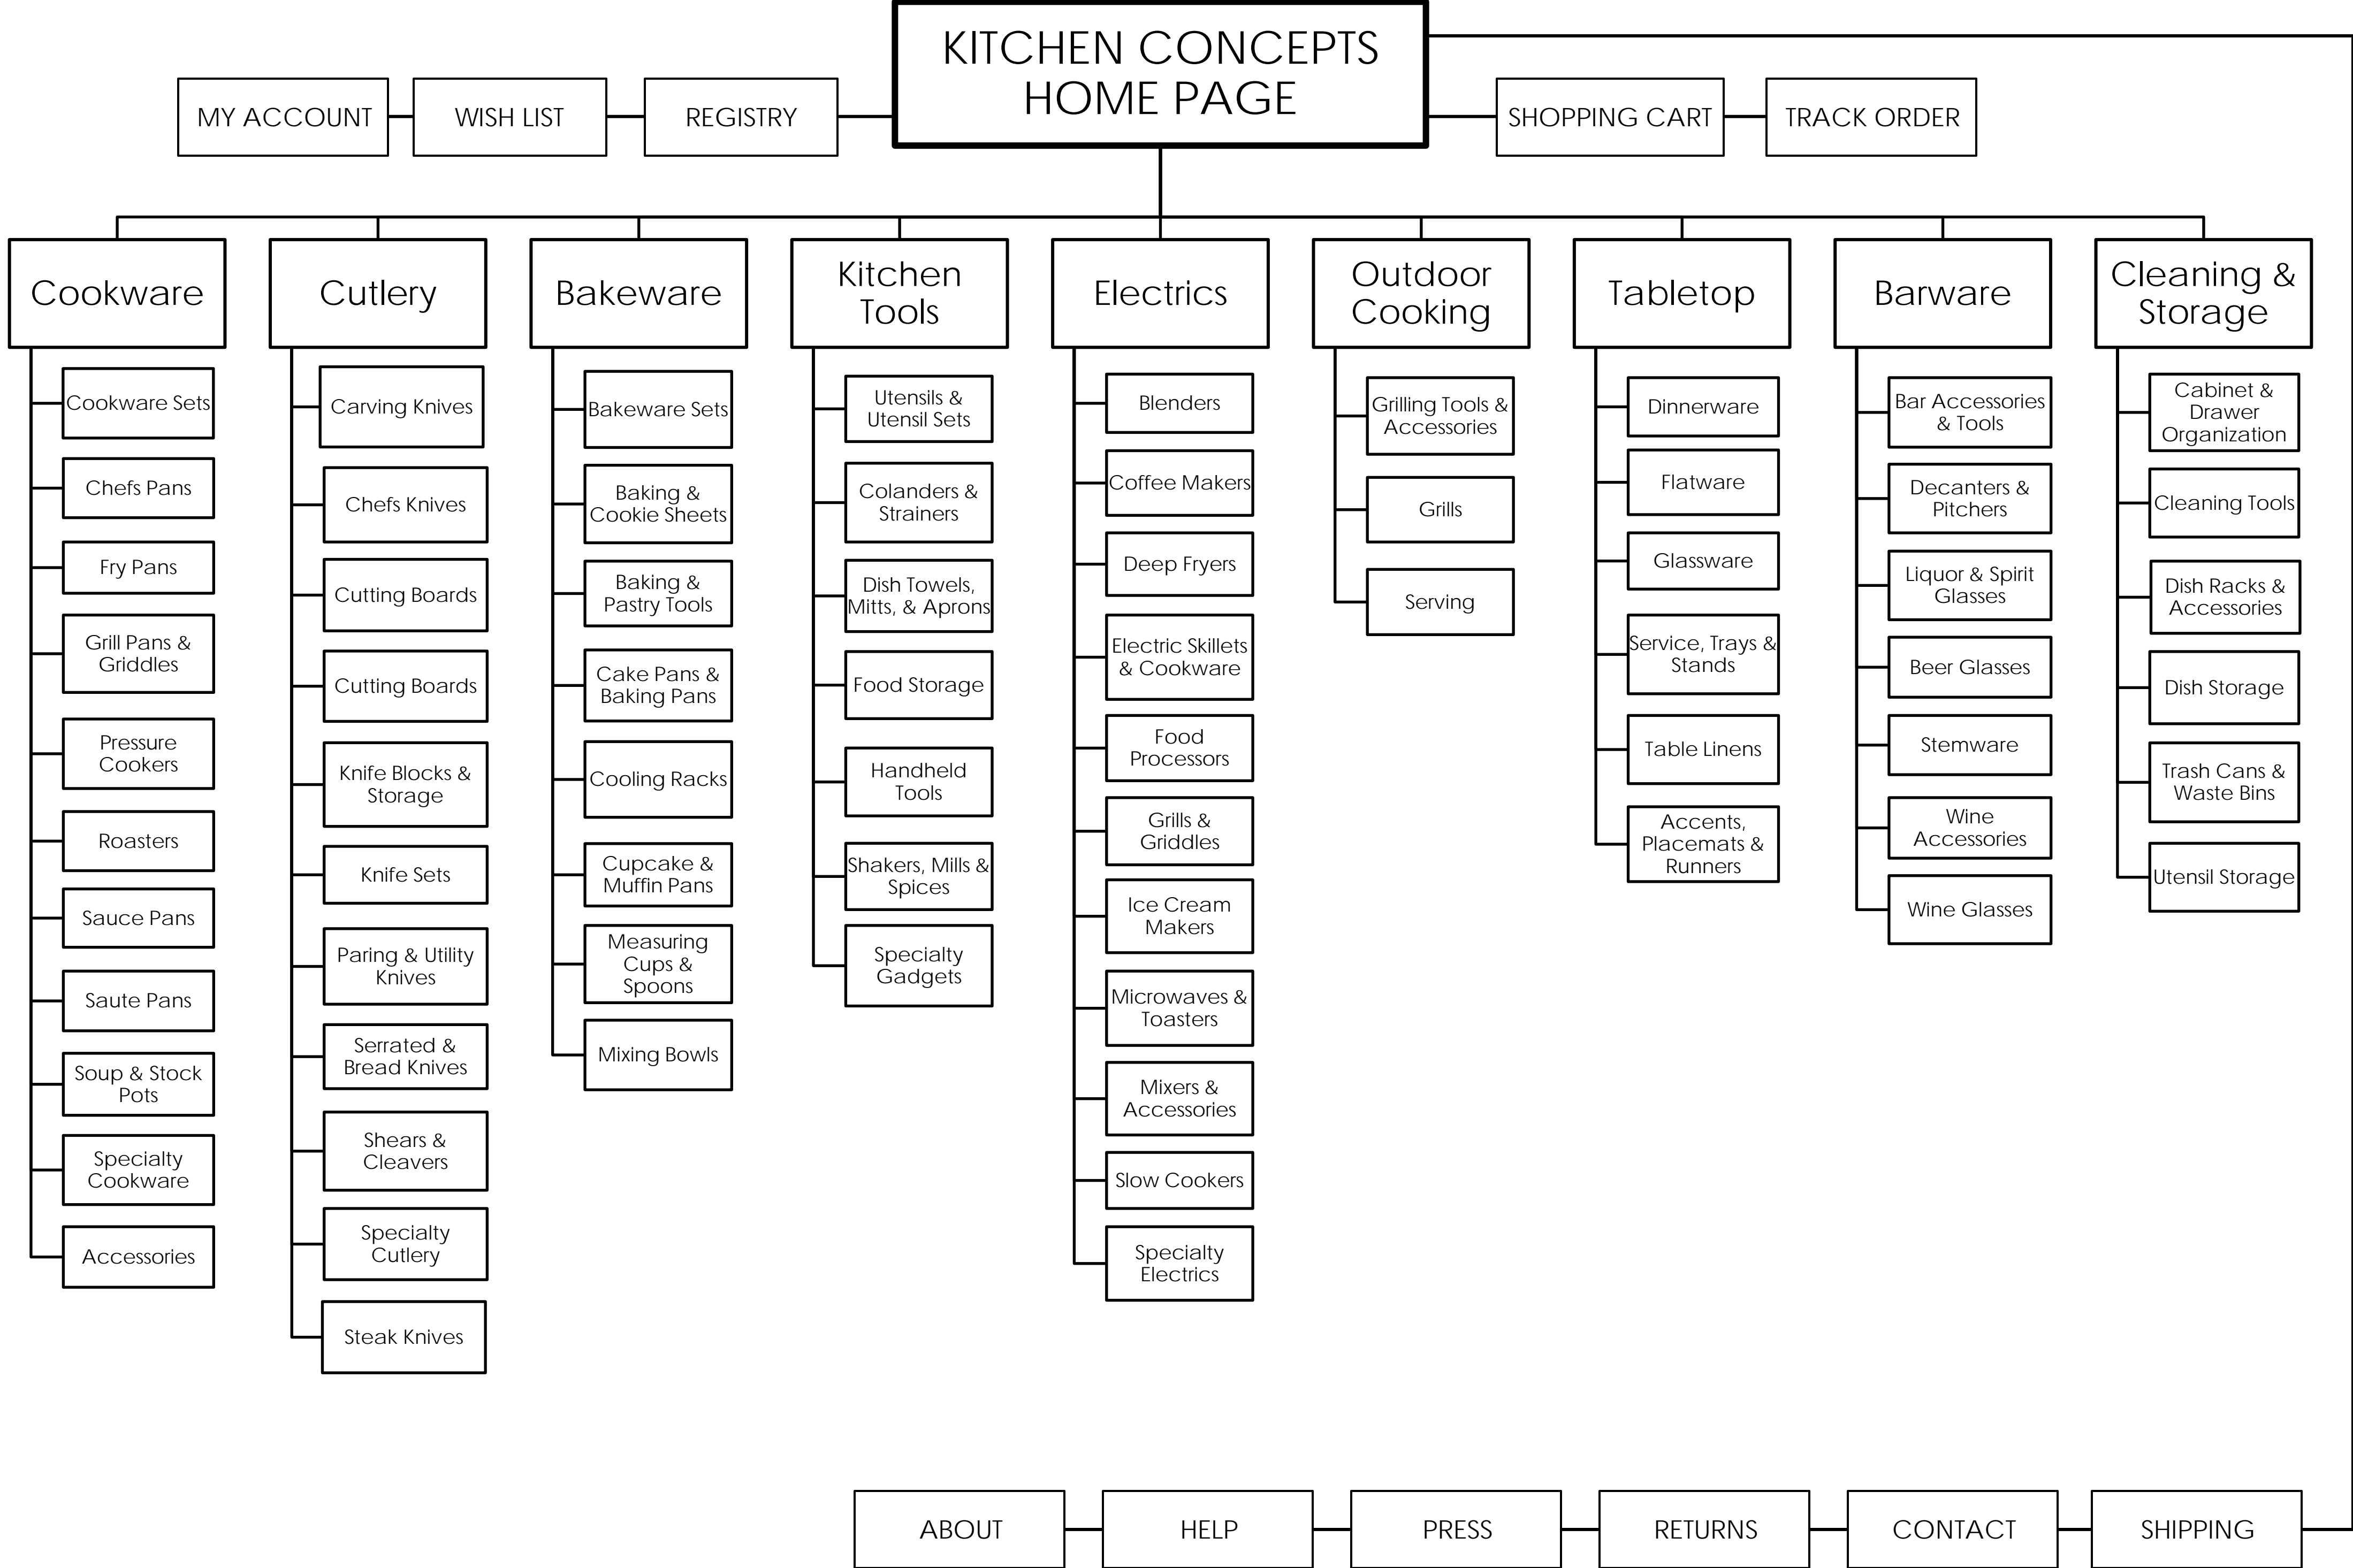 KITCHEN CONCEPTS
HOME PAGE
MY ACCOUNT
WISH LIST
REGISTRY
SHOPPING CART
TRACK ORDER
Cookware
Cookware Sets
Chefs Pans
Fry Pans
Grill Pans &
Griddles
Pressure
Cookers
Roasters
Sauce Pans
Saute Pans
Soup & Stock
Pots
Specialty
Cookware
Accessories
Cutlery
Carving Knives
Chefs Knives
Cutting Boards
Cutting Boards
Knife Blocks &
Storage
Knife Sets
Paring & Utility
Knives
Serrated &
Bread Knives
Shears &
Cleavers
Specialty
Cutlery
Steak Knives
Bakeware
Bakeware Sets
Baking &
Cookie Sheets
Baking &
Pastry Tools
Cake Pans &
Baking Pans
Cooling Racks
Cupcake &
Muffin Pans
Measuring
Cups &
Spoons
Mixing Bowls
Kitchen
Tools
Utensils &
Utensil Sets
Colanders &
Strainers
Dish Towels,
Mitts, & Aprons
Food Storage
Handheld
Tools
Shakers, Mills &
Spices
Specialty
Gadgets
Electrics
Blenders
Coffee Makers
Deep Fryers
Electric Skillets
& Cookware
Food
Processors
Grills &
Griddles
Ice Cream
Makers
Microwaves &
Toasters
Mixers &
Accessories
Slow Cookers
Specialty
Electrics
Outdoor
Cooking
Grilling Tools &
Accessories
Grills
Serving
Tabletop
Dinnerware
Flatware
Glassware
Service, Trays &
Stands
Table Linens
Accents,
Placemats &
Runners
Barware
Bar Accessories
& Tools
Decanters &
Pitchers
Liquor & Spirit
Glasses
Beer Glasses
Stemware
Wine
Accessories
Wine Glasses
Cleaning &
Storage
Cabinet &
Drawer
Organization
Cleaning Tools
Dish Racks &
Accessories
Dish Storage
Trash Cans &
Waste Bins
Utensil Storage
ABOUT
HELP
PRESS
RETURNS
CONTACT
SHIPPING